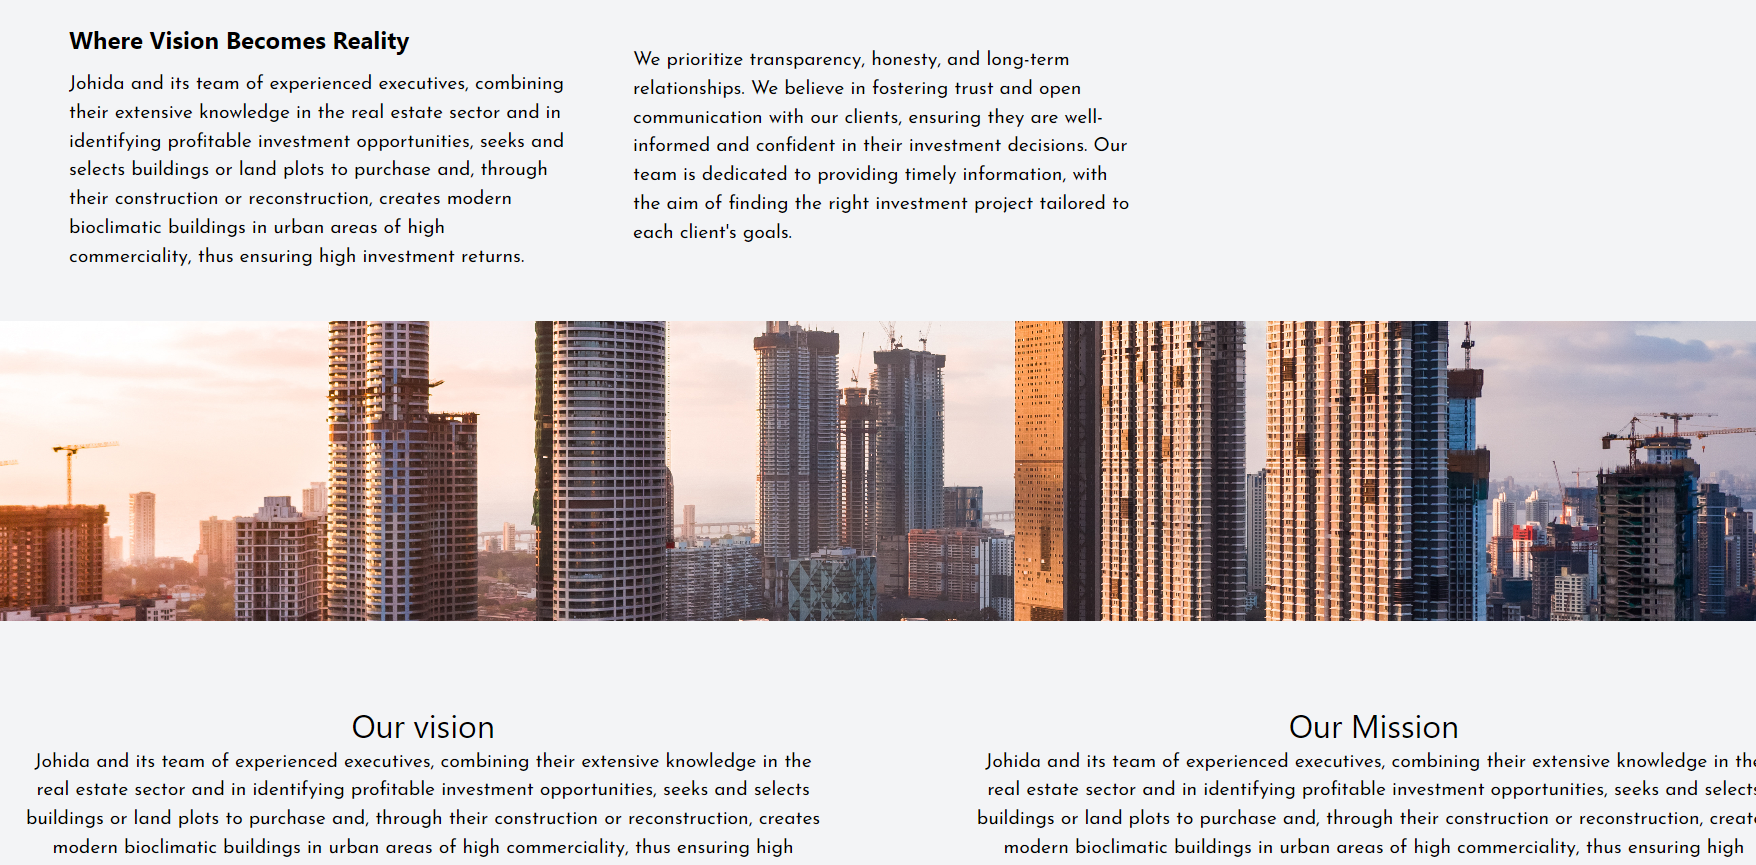 Where Vision Becomes Reality
Johida and its team of experienced executives, combining
their extensive knowledge in the real estate sector and in
identifying profitable investment opportunities, seeks and
selects buildings or land plots to purchase and, through
their construction or reconstruction, creates modern
bioclimatic buildings in urban areas of high
commerciality, thus ensuring high investment returns.
We prioritize transparency, honesty, and long-term
relationships. We believe in fostering trust and open
communication with our clients, ensuring they are well-
informed and confident in their investment decisions. Our
team is dedicated to providing timely information, with
the aim of finding the right investment project tailored to
each client's goals.
Our vision
Johida and its team of experienced executives, combining their extensive knowledge in the
real estate sector and in identifying profitable investment opportunities, seeks and selects
buildings or land plots to purchase and, through their construction or reconstruction, creates
modern bioclimatic buildings in urban areas of high commerciality, thus ensuring high
Our Mission
Johida and its team of experienced executives, combining their extensive knowledge in the
real estate sector and in identifying profitable investment opportunities, seeks and selects
buildings or land plots to purchase and, through their construction or reconstruction,
modern bioclimatic buildings in urban areas of high commerciality, thus ensuring high